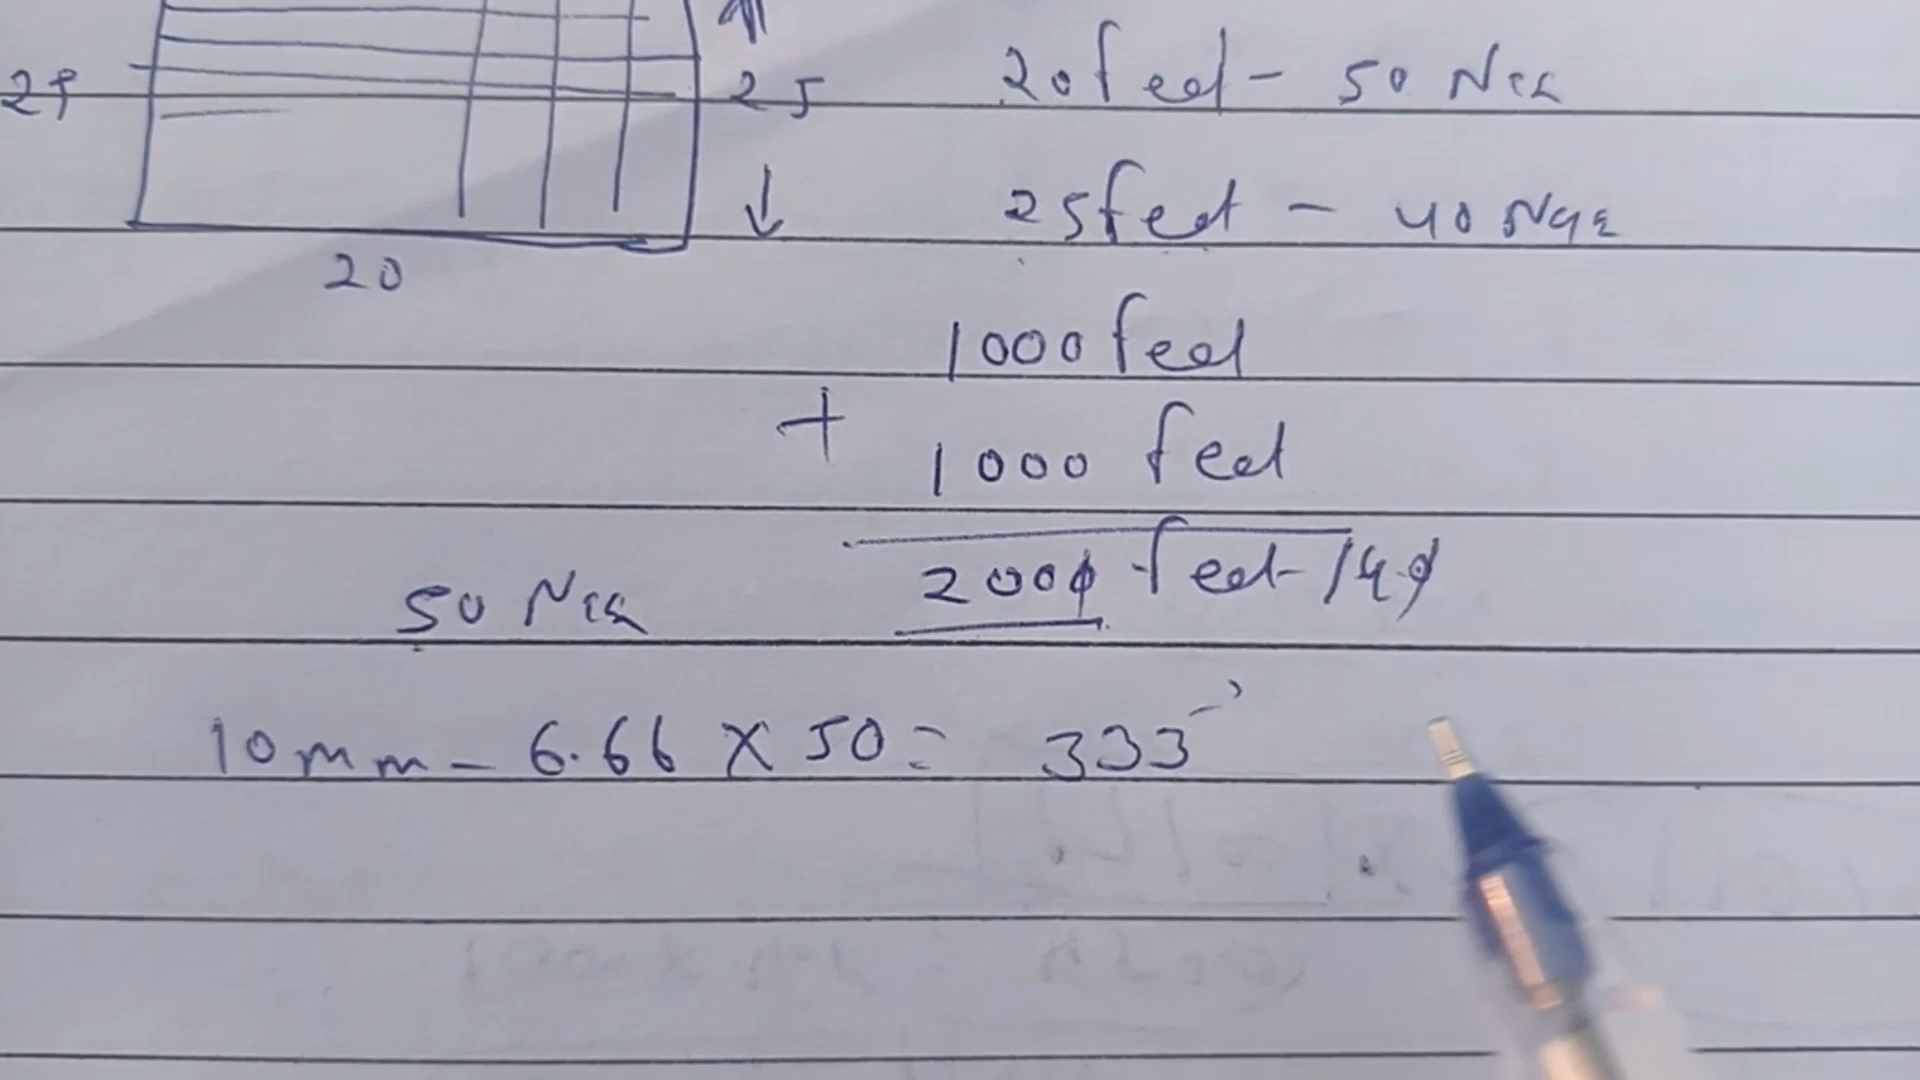 25
25
20
20 feet - 50 Nos
25 feet - 40 Nos
1000 feet
+
1000 feet
2000 feet /40
50 Nos
10mm - 6.66 X 50 = 333